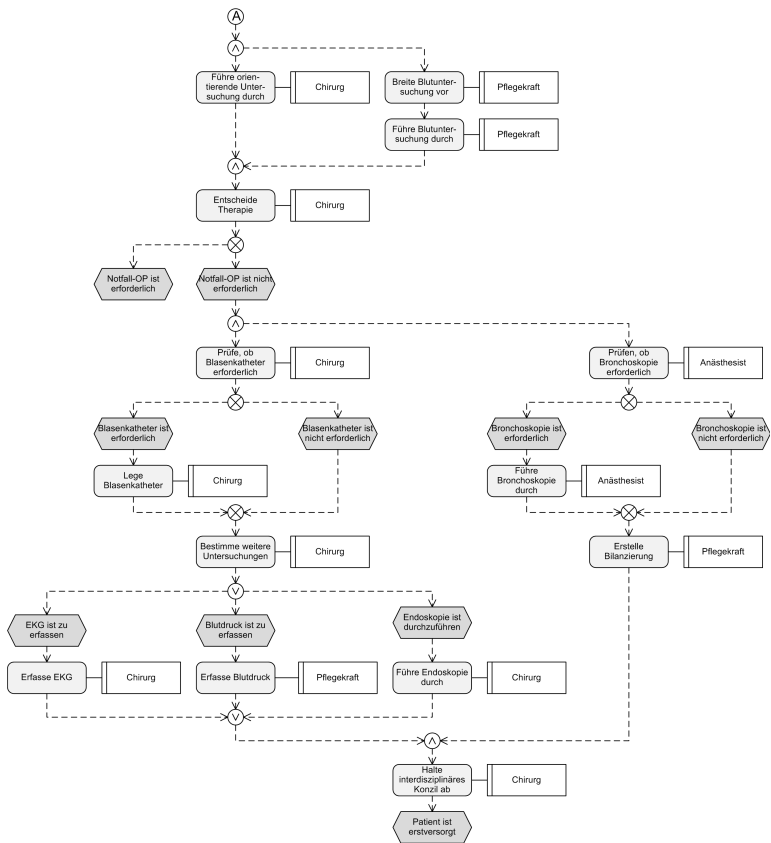 A
Führe orien-
tierende Unter-
suchung durch
Chirurg
Breite Blutunter-
suchung vor
Pflegekraft
Führe Blutunter-
suchung durch
Pflegekraft
Entscheide
Therapie
Chirurg
Notfall-OP ist
erforderlich
Notfall-OP ist nicht
erforderlich
Prüfe, ob
Blasenkatheter
erforderlich
Chirurg
Prüfen, ob
Bronchoskopie
erforderlich
Anästhesist
Blasenkatheter ist
erforderlich
Blasenkatheter ist
nicht erforderlich
Bronchoskopie ist
erforderlich
Bronchoskopie ist
nicht erforderlich
Lege
Blasenkatheter
Chirurg
Führe
Bronchoskopie
durch
Anästhesist
Bestimme weitere
Untersuchungen
Chirurg
Erstelle
Bilanzierung
Pflegekraft
EKG ist zu
erfassen
Blutdruck ist zu
erfassen
Endoskopie ist
durchzuführen
Erfasse EKG
Chirurg
Erfasse Blutdruck
Pflegekraft
Führe Endoskopie
durch
Chirurg
Halte
interdisziplinäres
Konzil ab
Chirurg
Patient ist
erstversorgt